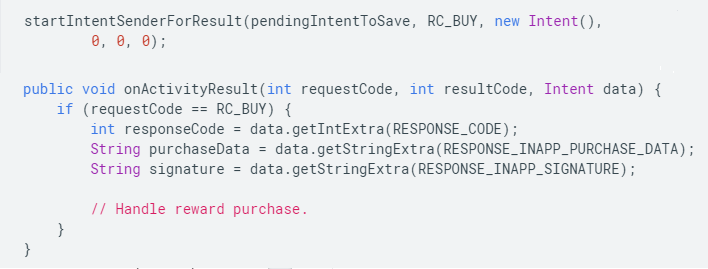 startIntentSenderForResult(pendingIntentToSave, RC_BUY, new Intent(),
0, 0, 0);
public void onActivityResult(int requestCode, int resultCode, Intent data) {
if (requestCode == RC_BUY) {
int responseCode = data.getIntExtra(RESPONSE_CODE);
String purchaseData = data.getStringExtra(RESPONSE_INAPP_PURCHASE_DATA);
String signature = data.getStringExtra(RESPONSE_INAPP_SIGNATURE);
// Handle reward purchase.
}
}